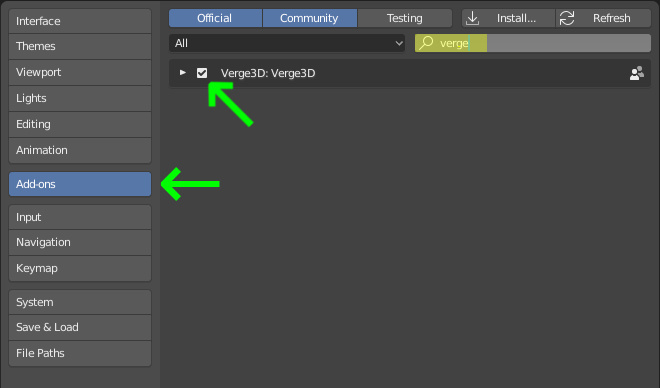 Interface
Themes
Viewport
Lights
Editing
Animation
Add-ons
Input
Navigation
Keymap
System
Save & Load
File Paths
Official Community Testing Install... Refresh
All verge
Verge3D: Verge3D